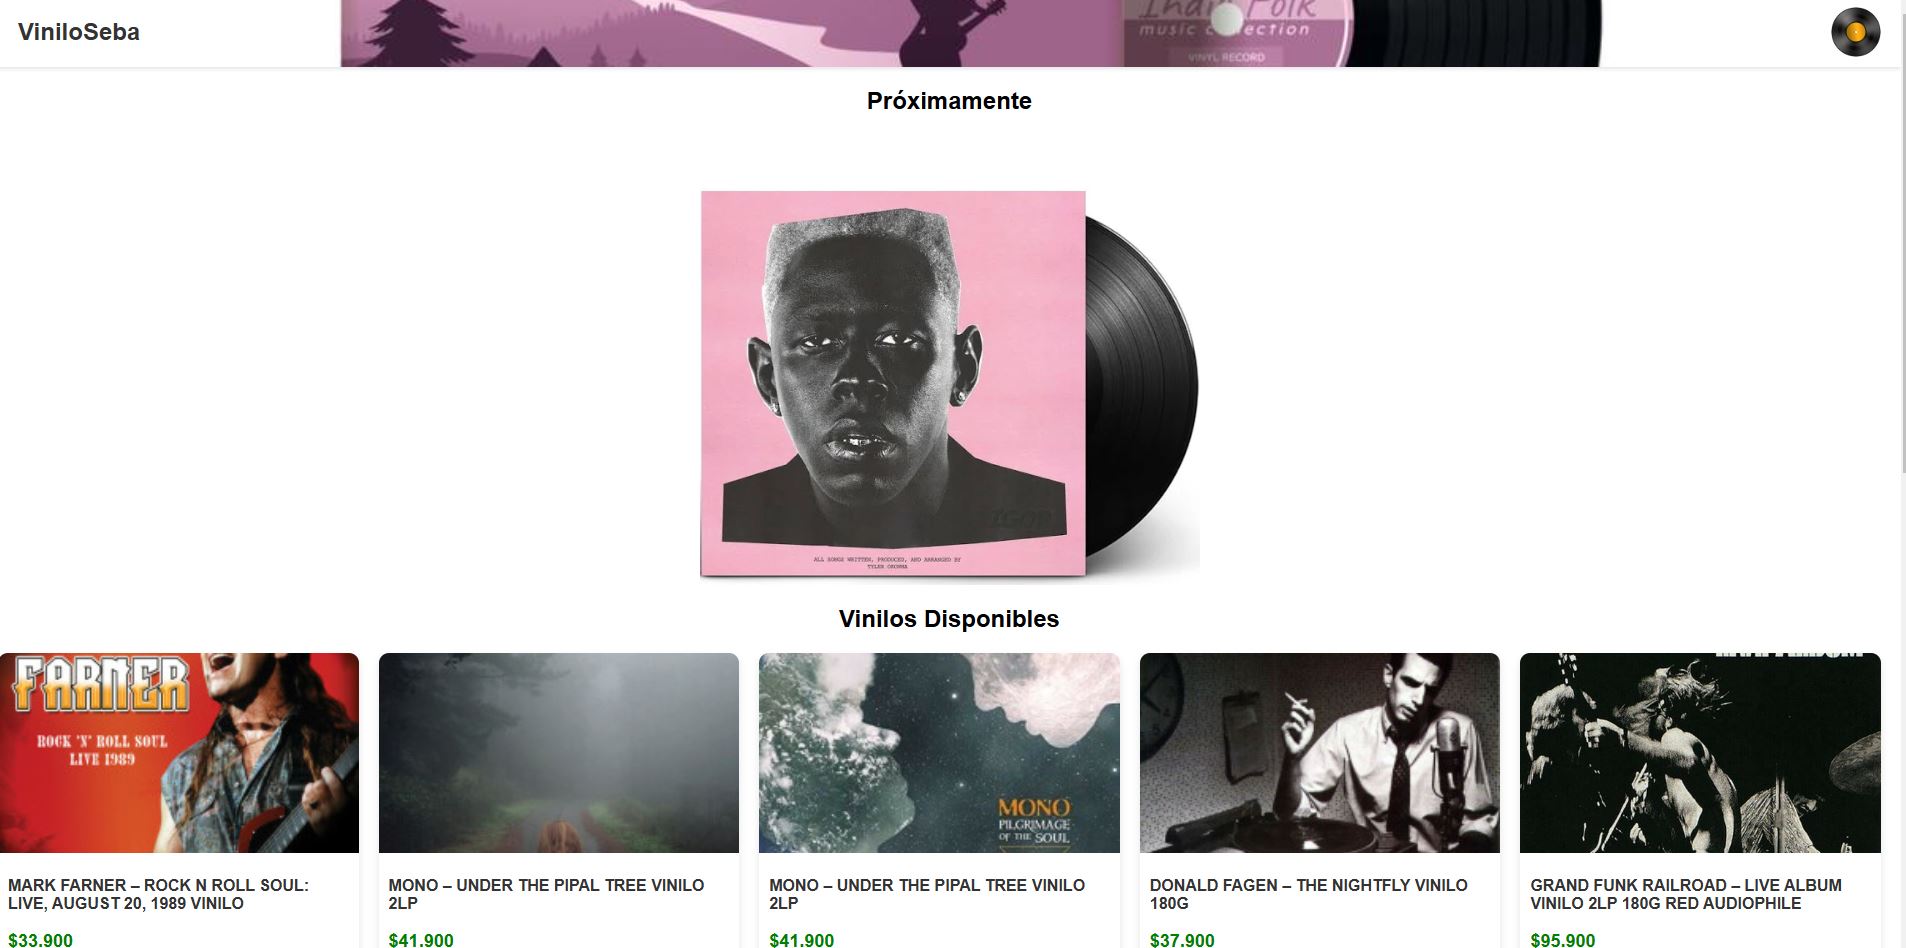 ViniloSeba
Indie Folk
music collection
VINYL RECORD
Próximamente
IGOR
ALL SONGS WRITTEN, PRODUCED, AND ARRANGED BY
TYLER OKONMA
Vinilos Disponibles
FARNER
ROCK 'N' ROLL SOUL
LIVE 1989
MONO
PILGRIMAGE
OF THE SOUL
MARK FARNER – ROCK N ROLL SOUL:
LIVE, AUGUST 20, 1989 VINILO
$33.900
MONO – UNDER THE PIPAL TREE VINILO
2LP
$41.900
MONO – UNDER THE PIPAL TREE VINILO
2LP
$41.900
DONALD FAGEN – THE NIGHTFLY VINILO
180G
$37.900
GRAND FUNK RAILROAD – LIVE ALBUM
VINILO 2LP 180G RED AUDIOPHILE
$95.900